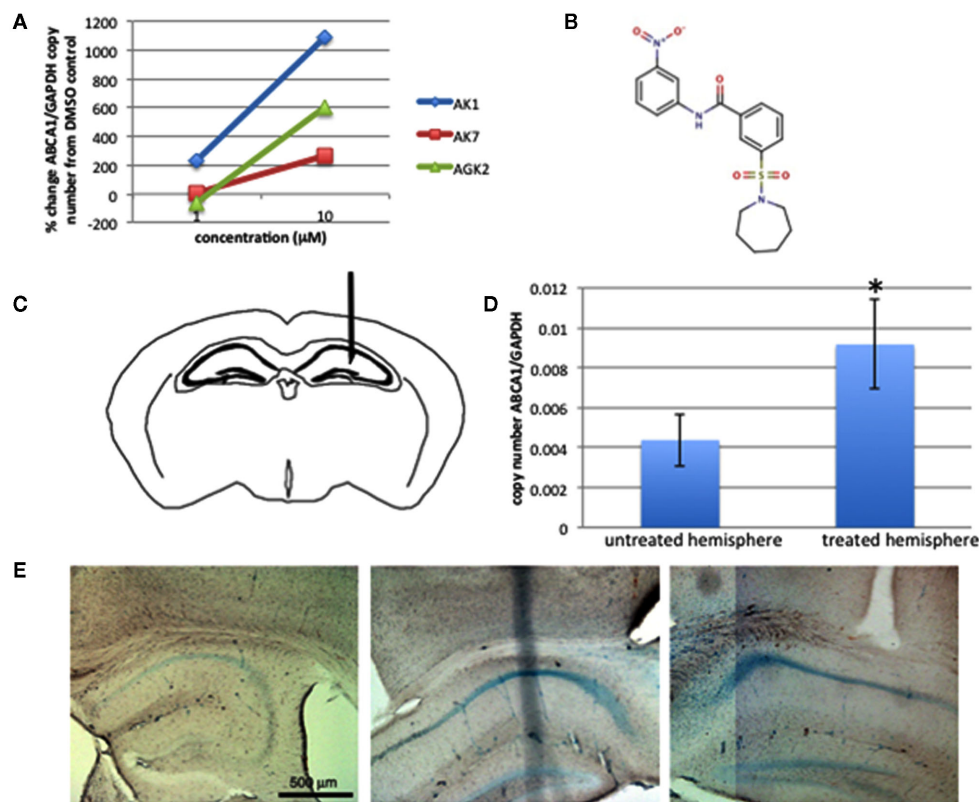 A
% change ABCA1/GAPDH copy
number from DMSO control
1200
1000
800
600
400
200
0
-200
1
10
concentration (µM)
AK1
AK7
AGK2
B
O
N+
O-
O
N
H
O
S
O
N
C
D
copy number ABCA1/GAPDH
0.012
0.01
0.008
0.006
0.004
0.002
0
*
untreated hemisphere
treated hemisphere
E
500 µm